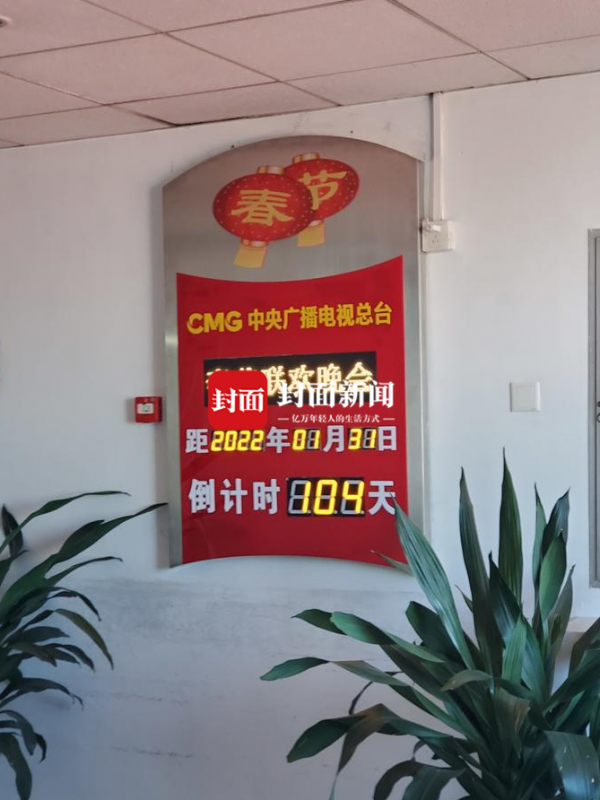 春节
CMG 中央广播电视总台
联欢晚会
封面 封面新闻
亿万年轻人的生活方式
距2022年01月31日
倒计时104天